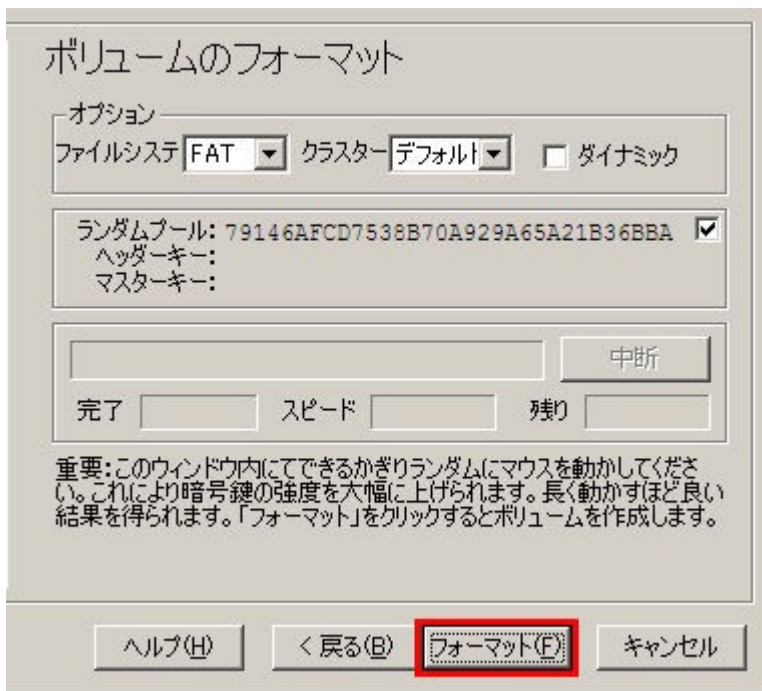 ボリュームのフォーマット
オプション
ファイルシステ FAT クラスター デフォルト ダイナミック
ランダムプール: 79146AFCD7538B70A929A65A21B36BBA
ヘッダーキー:
マスターキー:
中断
完了 スピード 残り
重要:このウィンドウ内にてできるかぎりランダムにマウスを動かしてくださ
い。これにより暗号鍵の強度を大幅に上げられます。長く動かすほど良い
結果を得られます。「フォーマット」をクリックするとボリュームを作成します。
ヘルプ(H) < 戻る(B) フォーマット(F) キャンセル